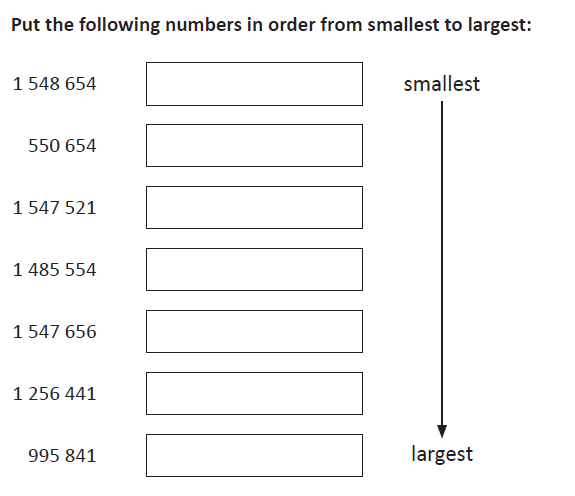 Put the following numbers in order from smallest to largest:
1 548 654 smallest
550 654
1 547 521
1 485 554
1 547 656
1 256 441
995 841 largest